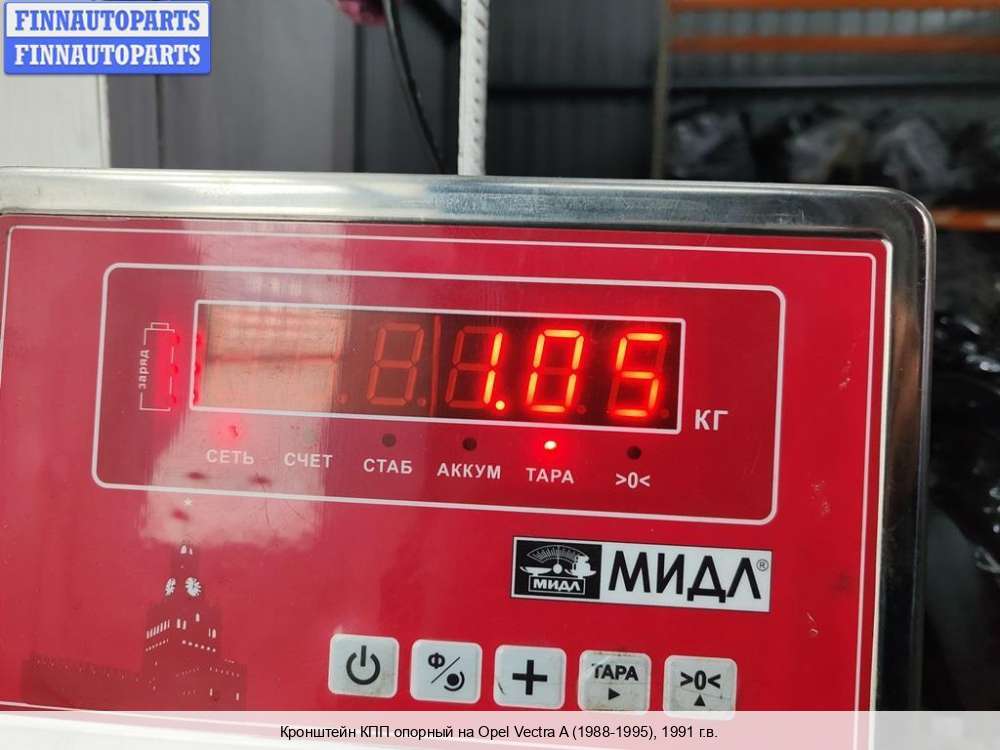 FINNAUTOPARTS
FINNAUTOPARTS
заряд
1.05 КГ
СЕТЬ СЧЕТ СТАБ АККУМ ТАРА >0<
МИДЛ МИДЛ®
Ф
ТАРА >0<
Кронштейн КПП опорный на Opel Vectra A (1988-1995), 1991 г.в.